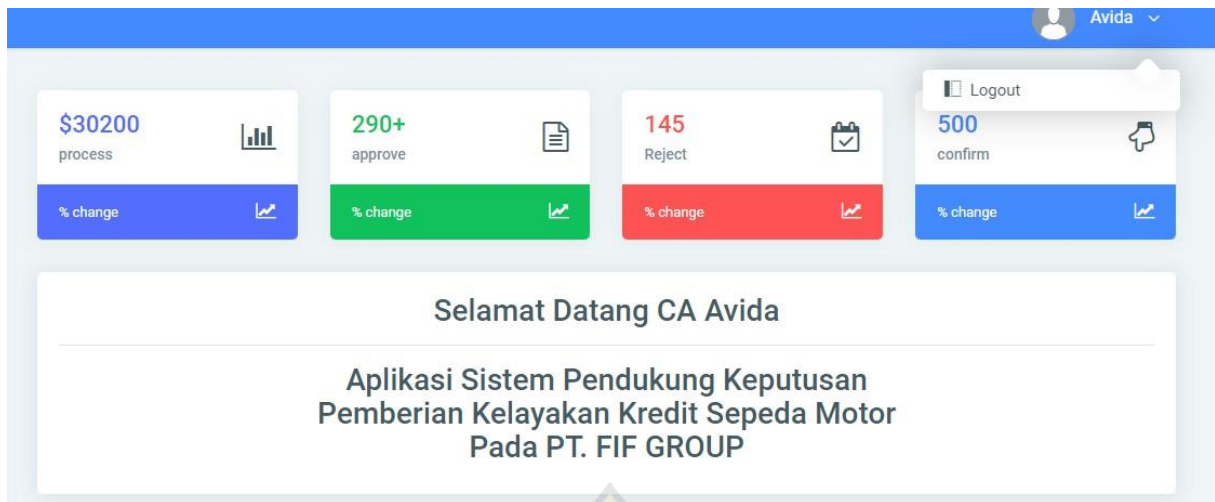 Avida
Logout
$30200
process
290+
approve
145
Reject
500
confirm
% change
% change
% change
% change
Selamat Datang CA Avida
Aplikasi Sistem Pendukung Keputusan
Pemberian Kelayakan Kredit Sepeda Motor
Pada PT. FIF GROUP